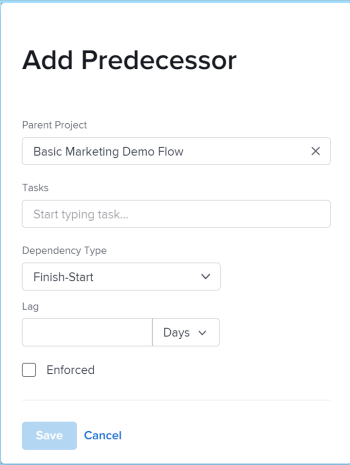 Add Predecessor
Parent Project
Basic Marketing Demo Flow
Tasks
Start typing task...
Dependency Type
Finish-Start
Lag
Days
Enforced
Save Cancel